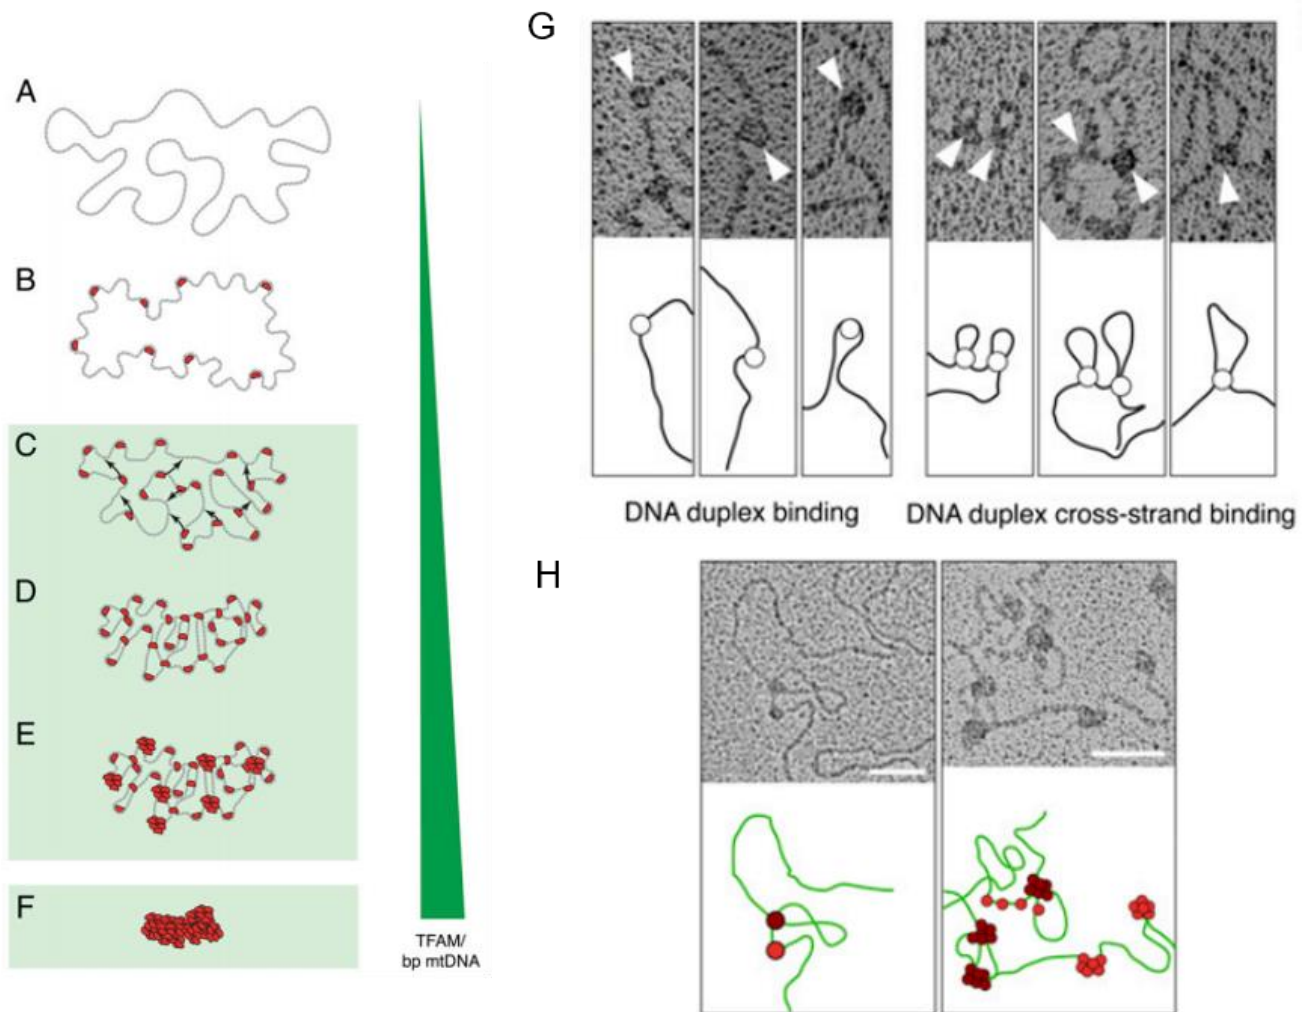 A
B
C
D
E
F
TFAM/
bp mtDNA
G
DNA duplex binding
DNA duplex cross-strand binding
H